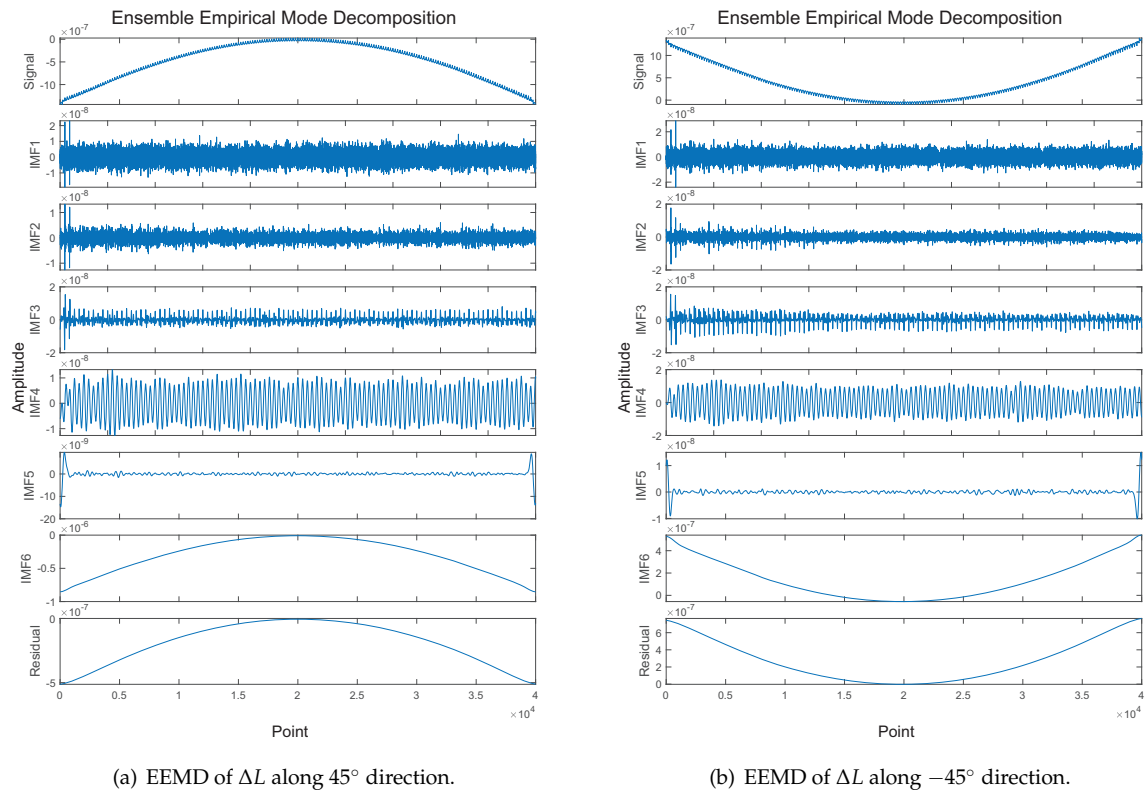 Ensemble Empirical Mode Decomposition
×10⁻⁷
Signal
0
-5
-10
×10⁻⁸
IMF1
2
1
0
-1
×10⁻⁸
IMF2
1
0
-1
×10⁻⁸
IMF3
2
0
-2
×10⁻⁸
IMF4
1
0
-1
×10⁻⁹
IMF5
0
-10
-20
×10⁻⁶
IMF6
0
-0.5
-1
×10⁻⁷
Residual
0
-5
Amplitude
0 0.5 1 1.5 2 2.5 3 3.5 4
×10⁴
Point
(a) EEMD of ΔL along 45° direction.
Ensemble Empirical Mode Decomposition
×10⁻⁷
Signal
10
5
0
×10⁻⁸
IMF1
2
0
-2
×10⁻⁸
IMF2
2
0
-2
×10⁻⁸
IMF3
2
0
-2
×10⁻⁸
IMF4
2
0
-2
×10⁻⁸
IMF5
1
0
-1
×10⁻⁷
IMF6
4
2
0
×10⁻⁷
Residual
6
4
2
0
Amplitude
0 0.5 1 1.5 2 2.5 3 3.5 4
×10⁴
Point
(b) EEMD of ΔL along −45° direction.